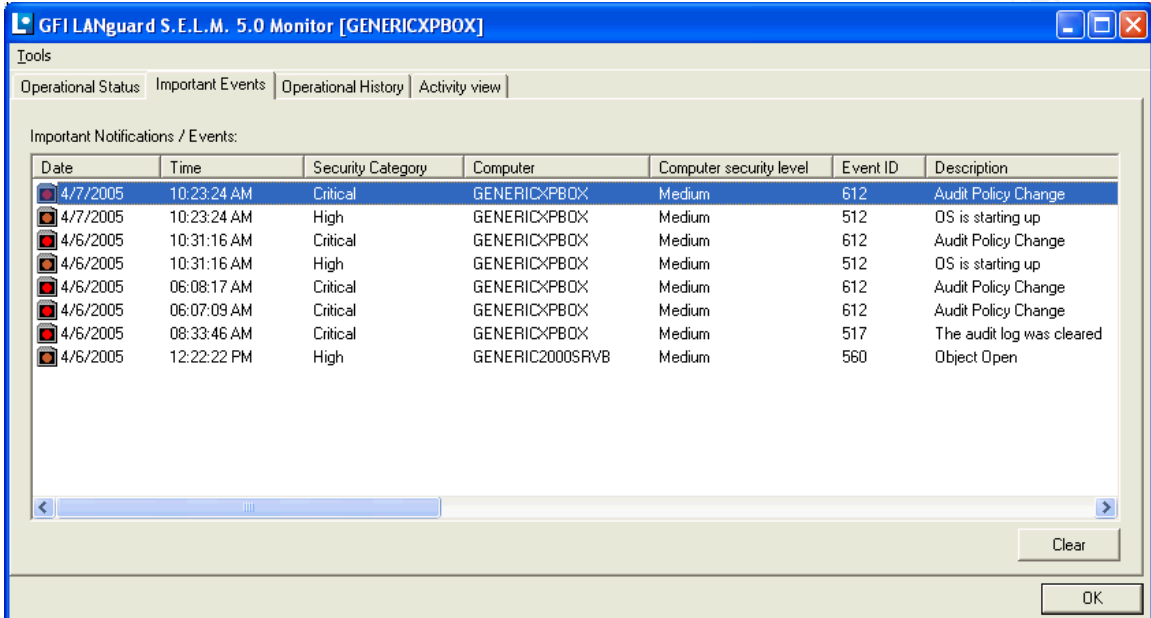 GFI LANguard S.E.L.M. 5.0 Monitor [GENERICXPBOX]
Tools
Operational Status Important Events Operational History Activity view
Important Notifications / Events:
Date Time Security Category Computer Computer security level Event ID Description
4/7/2005 10:23:24 AM Critical GENERICXPBOX Medium 612 Audit Policy Change
4/7/2005 10:23:24 AM High GENERICXPBOX Medium 512 OS is starting up
4/6/2005 10:31:16 AM Critical GENERICXPBOX Medium 612 Audit Policy Change
4/6/2005 10:31:16 AM High GENERICXPBOX Medium 512 OS is starting up
4/6/2005 06:08:17 AM Critical GENERICXPBOX Medium 612 Audit Policy Change
4/6/2005 06:07:09 AM Critical GENERICXPBOX Medium 612 Audit Policy Change
4/6/2005 08:33:46 AM Critical GENERICXPBOX Medium 517 The audit log was cleared
4/6/2005 12:22:22 PM High GENERIC2000SRVB Medium 560 Object Open
Clear
OK